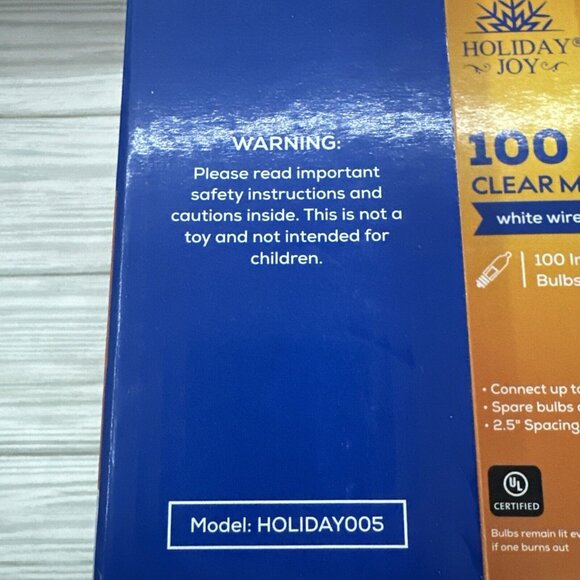 WARNING:
Please read important
safety instructions and
cautions inside. This is not a
toy and not intended for
children.
Model: HOLIDAY005
HOLIDAY®
JOY
100
CLEAR
white wire
100
Bulbs
• Connect up to
• Spare bulbs
• 2.5" Spacing
UL
CERTIFIED
Bulbs remain lit
if one burns out